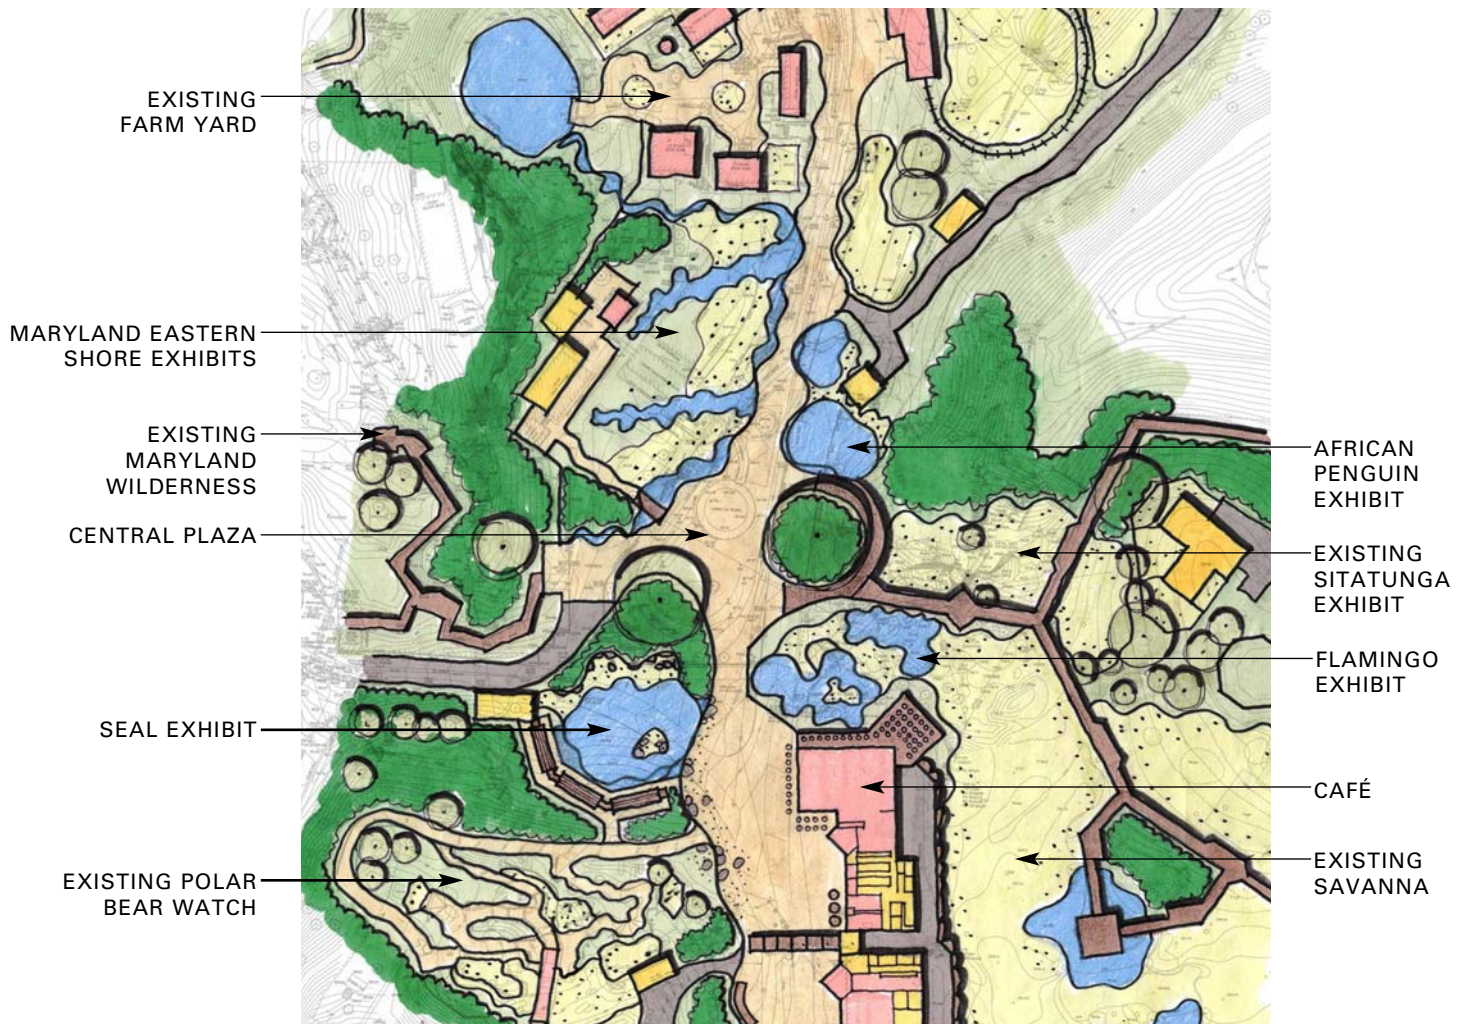 EXISTING
FARM YARD
MARYLAND EASTERN
SHORE EXHIBITS
EXISTING
MARYLAND
WILDERNESS
CENTRAL PLAZA
SEAL EXHIBIT
EXISTING POLAR
BEAR WATCH
AFRICAN
PENGUIN
EXHIBIT
EXISTING
SITATUNGA
EXHIBIT
FLAMINGO
EXHIBIT
CAFÉ
EXISTING
SAVANNA